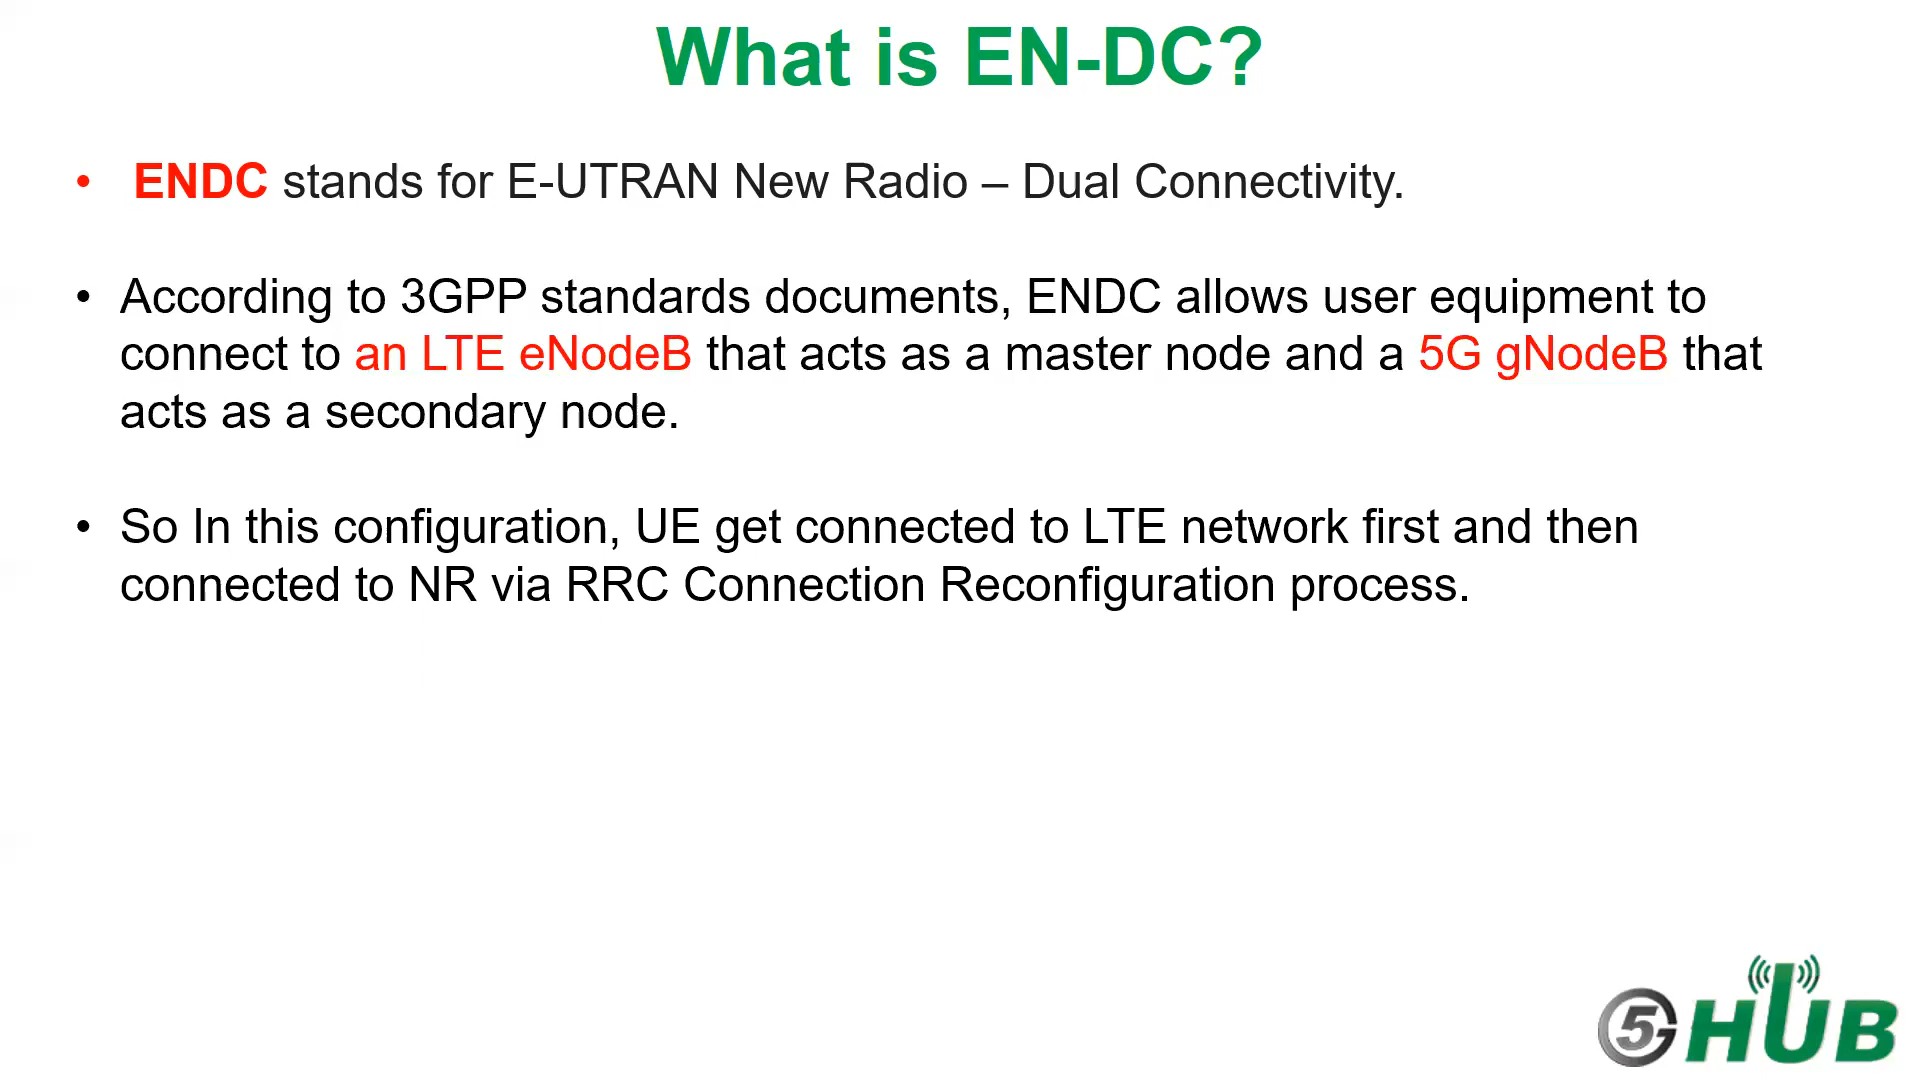 What is EN-DC?
• ENDC stands for E-UTRAN New Radio – Dual Connectivity.
• According to 3GPP standards documents, ENDC allows user equipment to
connect to an LTE eNodeB that acts as a master node and a 5G gNodeB that
acts as a secondary node.
• So In this configuration, UE get connected to LTE network first and then
connected to NR via RRC Connection Reconfiguration process.
5G HUB